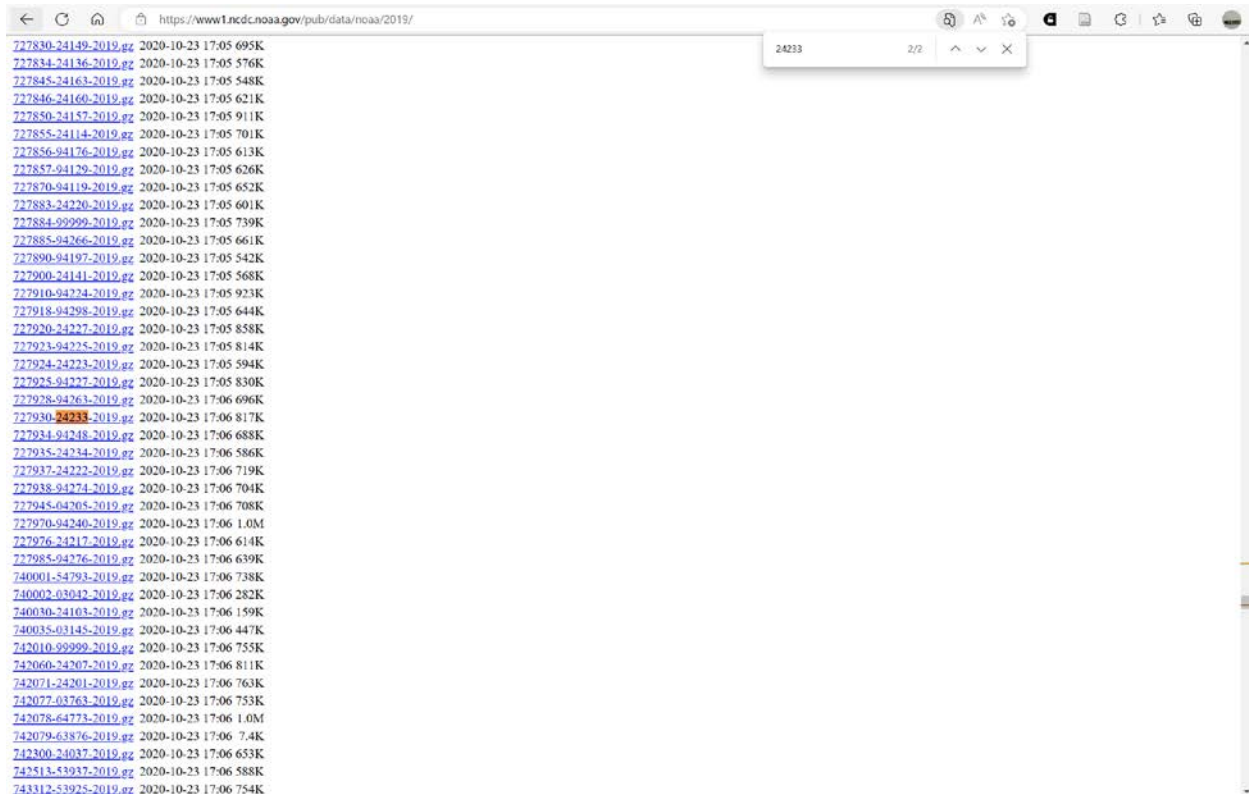 https://www1.ncdc.noaa.gov/pub/data/noaa/2019/
24233 2/2
727830-24149-2019.gz 2020-10-23 17:05 695K
727834-24136-2019.gz 2020-10-23 17:05 576K
727845-24163-2019.gz 2020-10-23 17:05 548K
727846-24160-2019.gz 2020-10-23 17:05 621K
727850-24157-2019.gz 2020-10-23 17:05 911K
727855-24114-2019.gz 2020-10-23 17:05 701K
727856-94176-2019.gz 2020-10-23 17:05 613K
727857-94129-2019.gz 2020-10-23 17:05 626K
727870-94119-2019.gz 2020-10-23 17:05 652K
727883-24220-2019.gz 2020-10-23 17:05 601K
727884-99999-2019.gz 2020-10-23 17:05 739K
727885-94266-2019.gz 2020-10-23 17:05 661K
727890-94197-2019.gz 2020-10-23 17:05 542K
727900-24141-2019.gz 2020-10-23 17:05 568K
727910-94224-2019.gz 2020-10-23 17:05 923K
727918-94298-2019.gz 2020-10-23 17:05 644K
727920-24227-2019.gz 2020-10-23 17:05 858K
727923-94225-2019.gz 2020-10-23 17:05 814K
727924-24223-2019.gz 2020-10-23 17:05 594K
727925-94227-2019.gz 2020-10-23 17:05 830K
727928-94263-2019.gz 2020-10-23 17:06 696K
727930-24233-2019.gz 2020-10-23 17:06 817K
727934-94248-2019.gz 2020-10-23 17:06 688K
727935-24234-2019.gz 2020-10-23 17:06 586K
727937-24222-2019.gz 2020-10-23 17:06 719K
727938-94274-2019.gz 2020-10-23 17:06 704K
727945-04205-2019.gz 2020-10-23 17:06 708K
727970-94240-2019.gz 2020-10-23 17:06 1.0M
727976-24217-2019.gz 2020-10-23 17:06 614K
727985-94276-2019.gz 2020-10-23 17:06 639K
740001-54793-2019.gz 2020-10-23 17:06 738K
740002-03042-2019.gz 2020-10-23 17:06 282K
740030-24103-2019.gz 2020-10-23 17:06 159K
740035-03145-2019.gz 2020-10-23 17:06 447K
742010-99999-2019.gz 2020-10-23 17:06 755K
742060-24207-2019.gz 2020-10-23 17:06 811K
742071-24201-2019.gz 2020-10-23 17:06 763K
742077-03763-2019.gz 2020-10-23 17:06 753K
742078-64773-2019.gz 2020-10-23 17:06 1.0M
742079-63876-2019.gz 2020-10-23 17:06 7.4K
742300-24037-2019.gz 2020-10-23 17:06 653K
742513-53937-2019.gz 2020-10-23 17:06 588K
743312-53925-2019.gz 2020-10-23 17:06 754K